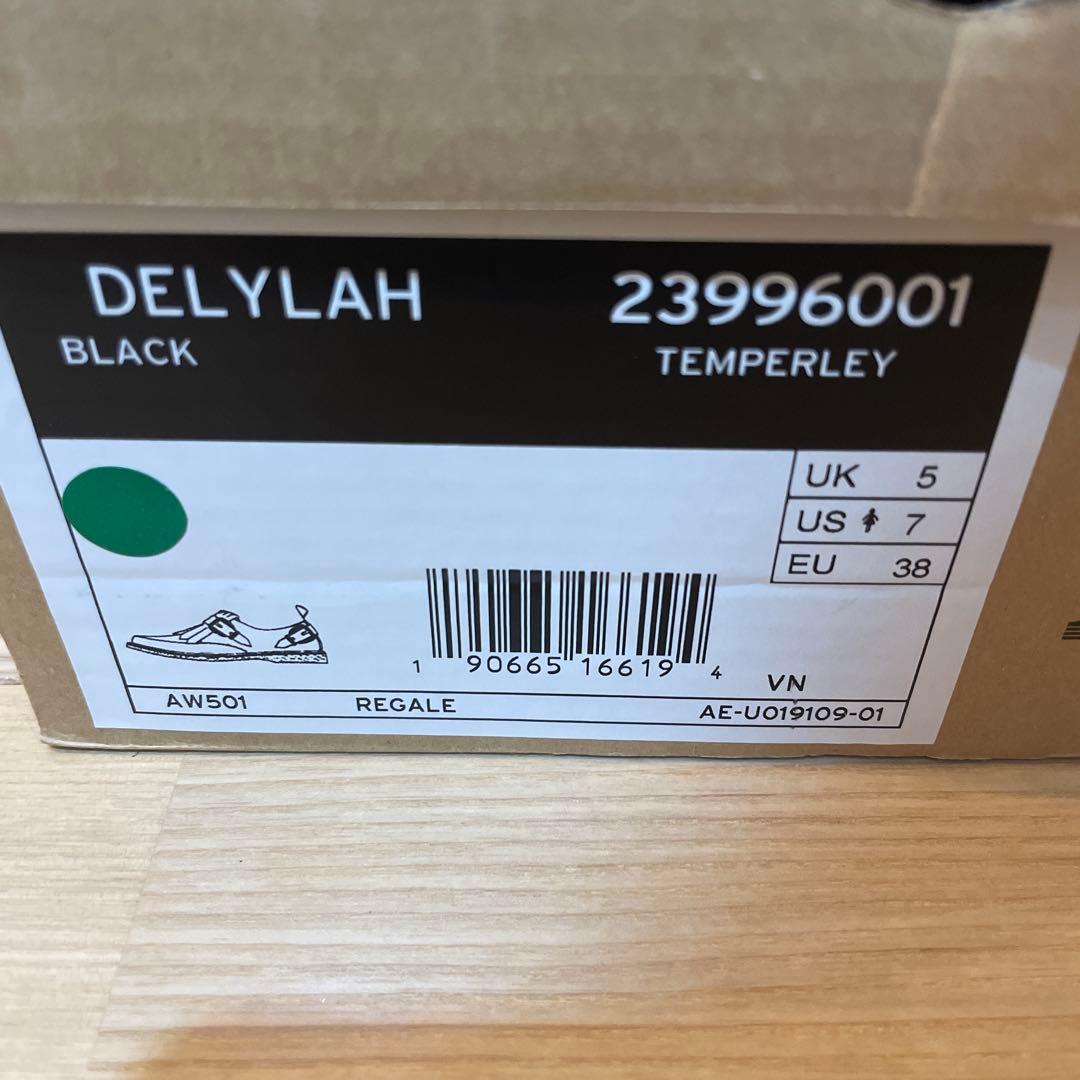 DELYLAH 23996001
BLACK TEMPERLEY
UK 5
US 7
EU 38
1 90665 16619 4
VN
AW501 REGALE AE-U019109-01